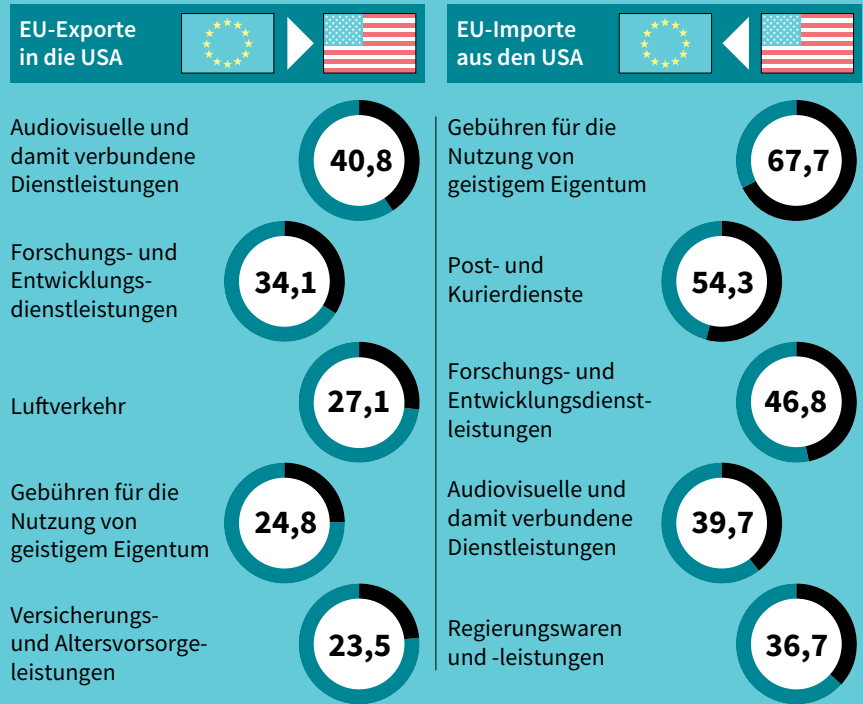 EU-Exporte
in die USA
Audiovisuelle und
damit verbundene
Dienstleistungen
40,8
Forschungs- und
Entwicklungs-
dienstleistungen
34,1
Luftverkehr
27,1
Gebühren für die
Nutzung von
geistigem Eigentum
24,8
Versicherungs-
und Altersvorsorge-
leistungen
23,5
EU-Importe
aus den USA
Gebühren für die
Nutzung von
geistigem Eigentum
67,7
Post- und
Kurierdienste
54,3
Forschungs- und
Entwicklungsdienst-
leistungen
46,8
Audiovisuelle und
damit verbundene
Dienstleistungen
39,7
Regierungswaren
und -leistungen
36,7